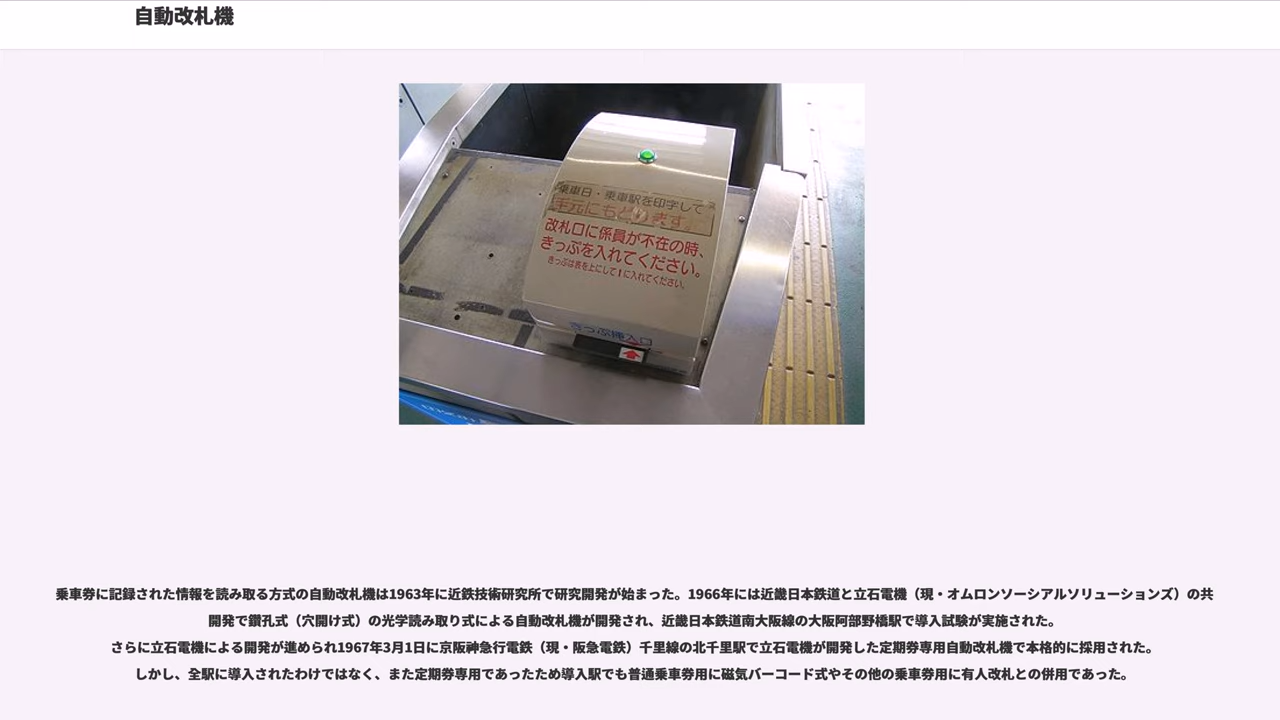 自動改札機
乗車日・乗車駅を印字して
手元にもどります。
改札口に係員が不在の時、
きっぷを入れてください。
きっぷは表を上にして1に入れてください。
きっぷ挿入口
乗車券に記録された情報を読み取る方式の自動改札機は1963年に近鉄技術研究所で研究開発が始まった。1966年には近畿日本鉄道と立石電機（現・オムロンソーシアルソリューションズ）の共
開発で鑽孔式（穴開け式）の光学読み取り式による自動改札機が開発され、近畿日本鉄道南大阪線の大阪阿部野橋駅で導入試験が実施された。
さらに立石電機による開発が進められ1967年3月1日に京阪神急行電鉄（現・阪急電鉄）千里線の北千里駅で立石電機が開発した定期券専用自動改札機で本格的に採用された。
しかし、全駅に導入されたわけではなく、また定期券専用であったため導入駅でも普通乗車券用に磁気バーコード式やその他の乗車券用に有人改札との併用であった。